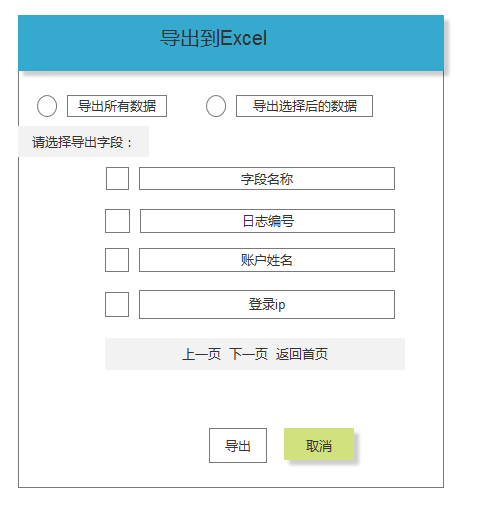 导出到Excel
导出所有数据 导出选择后的数据
请选择导出字段：
字段名称
日志编号
账户姓名
登录ip
上一页 下一页 返回首页
导出 取消